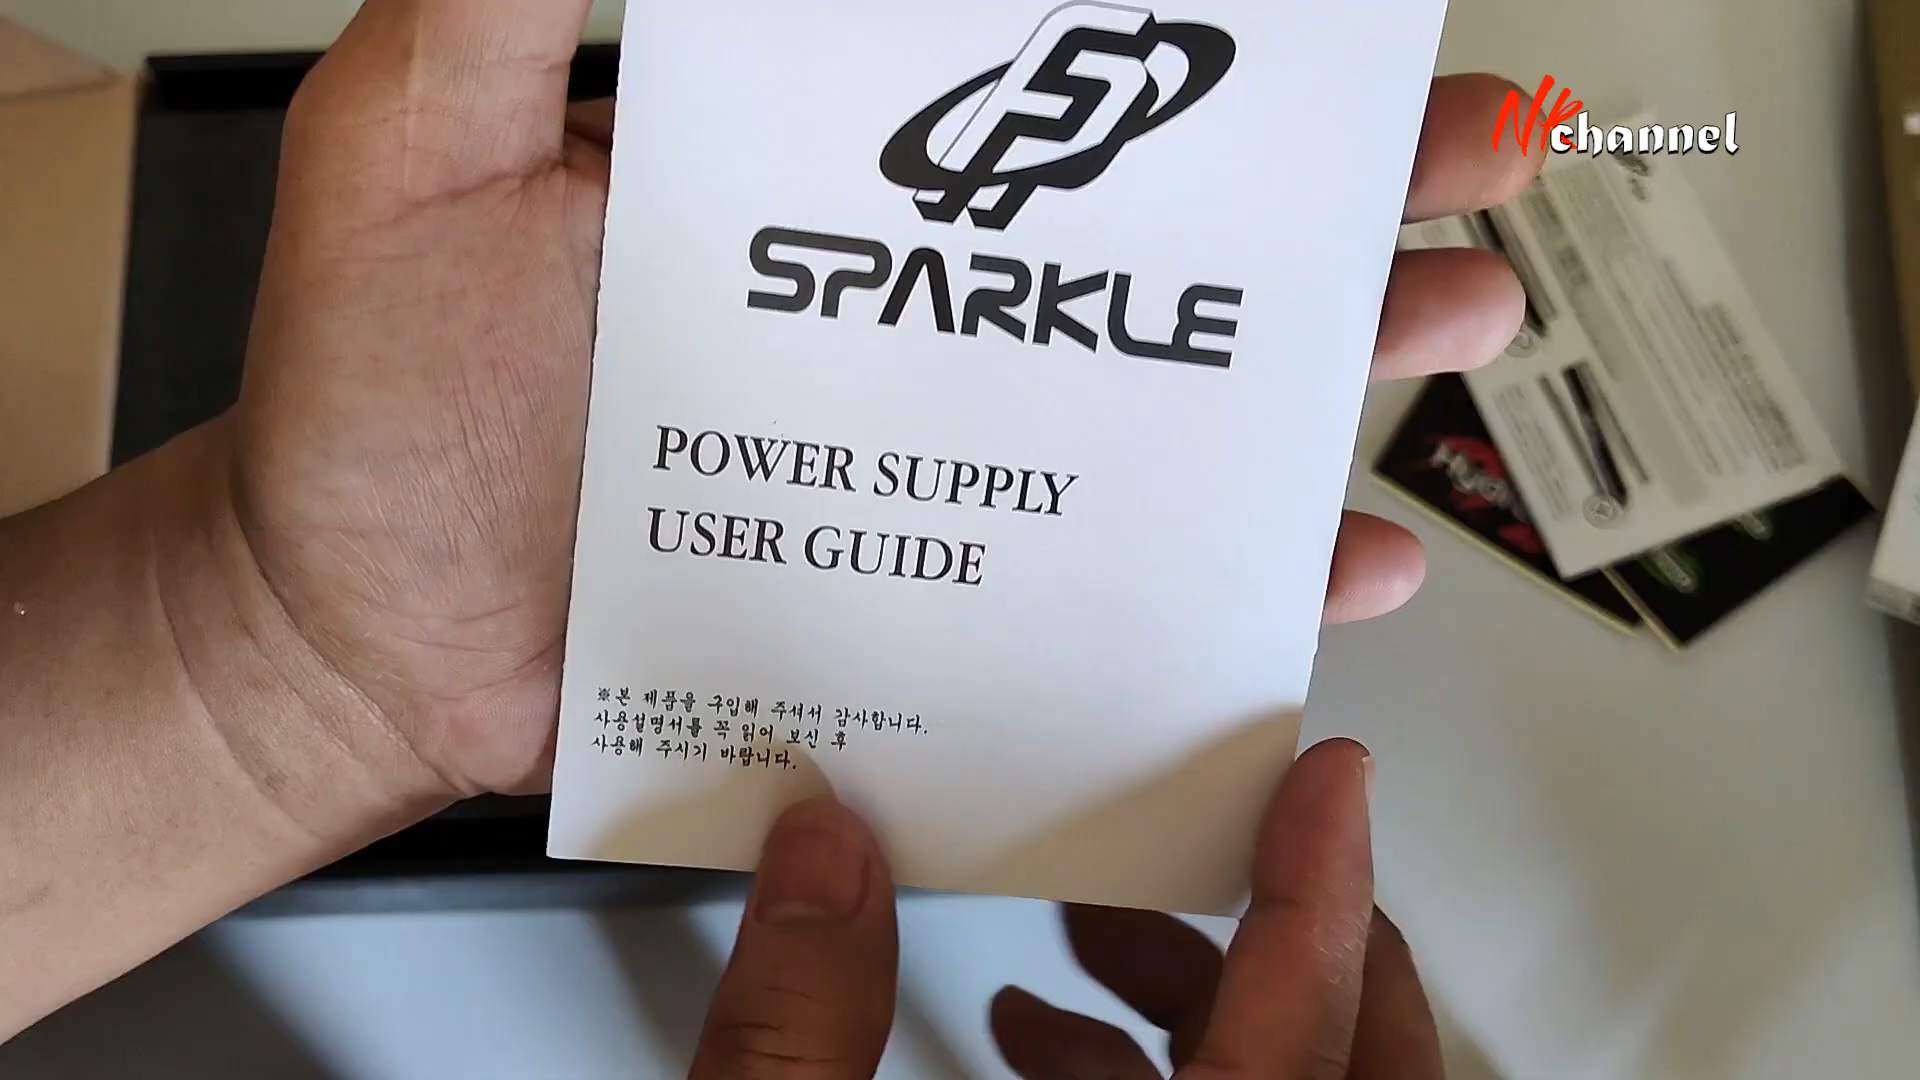 NR
channel
SPARKLE
POWER SUPPLY
USER GUIDE
※본 제품을 구입해 주셔서 감사합니다.
사용설명서를 꼭 읽어 보신 후
사용해 주시기 바랍니다.